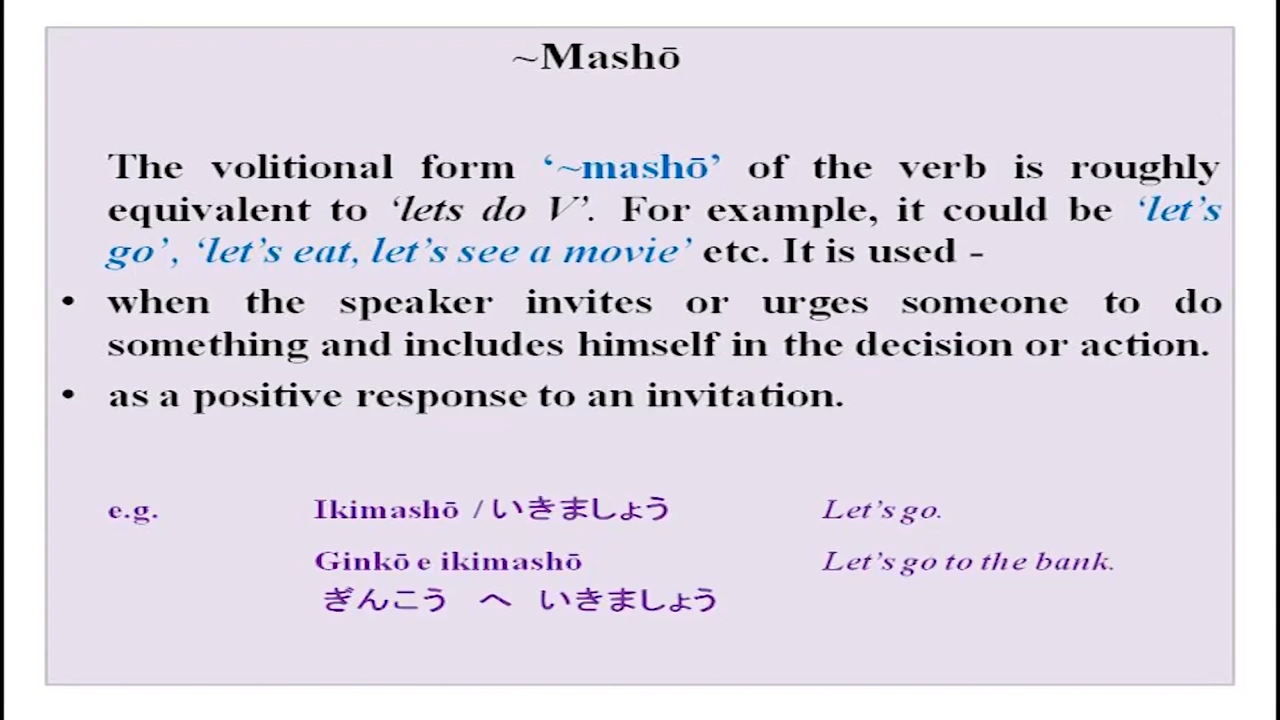 ~Mashō
The volitional form ‘~mashō’ of the verb is roughly
equivalent to ‘lets do V’. For example, it could be ‘let’s
go’, ‘let’s eat, let’s see a movie’ etc. It is used -
• when the speaker invites or urges someone to do
something and includes himself in the decision or action.
• as a positive response to an invitation.
e.g. Ikimashō / いきましょう Let’s go.
Ginkō e ikimashō Let’s go to the bank.
ぎんこう へ いきましょう